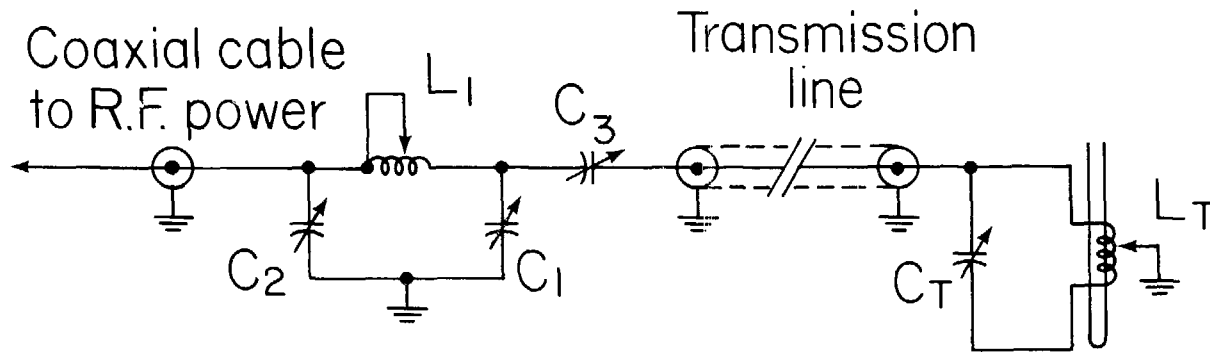 Coaxial cable
to R.F. power
L1
C3
Transmission
line
C2
C1
CT
LT